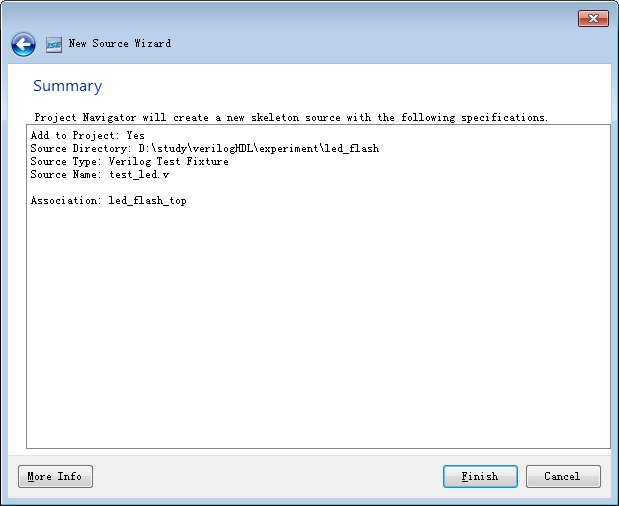 ISE New Source Wizard
Summary
Project Navigator will create a new skeleton source with the following specifications.
Add to Project: Yes
Source Directory: D:\study\verilogHDL\experiment\led_flash
Source Type: Verilog Test Fixture
Source Name: test_led.v
Association: led_flash_top
More Info
Finish
Cancel